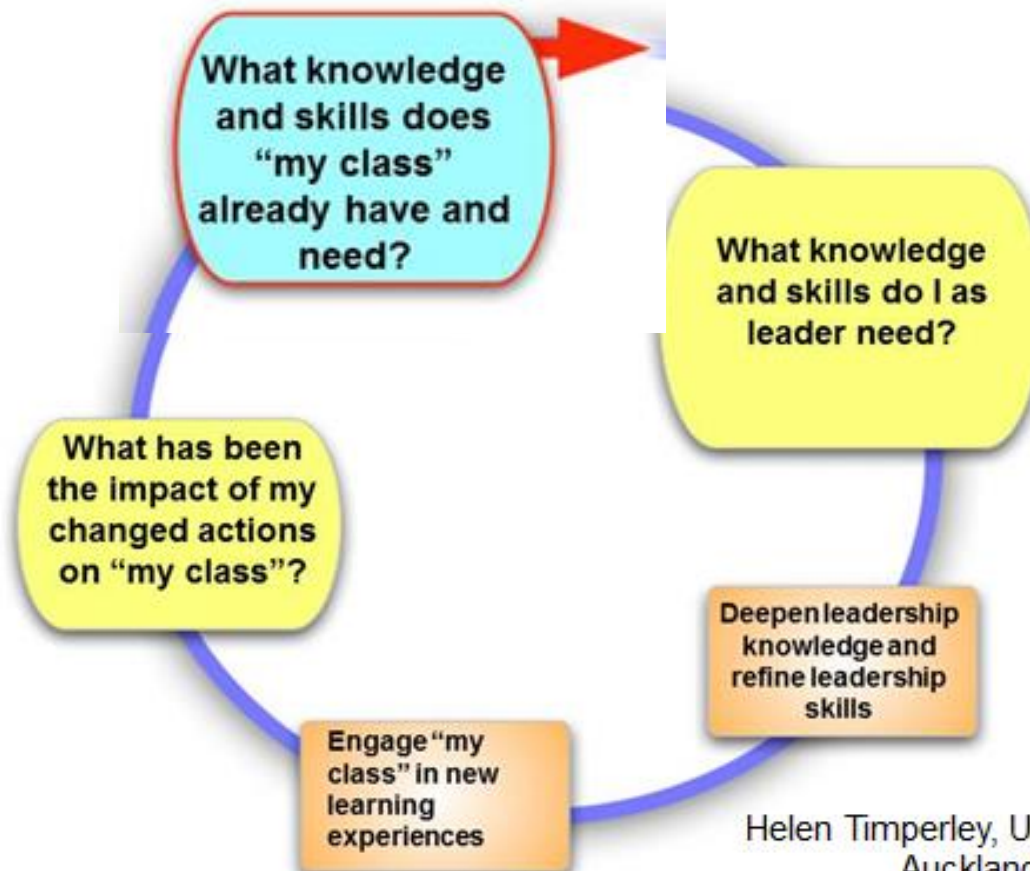 What knowledge
and skills does
“my class”
already have and
need?
What knowledge
and skills do I as
leader need?
Deepen leadership
knowledge and
refine leadership
skills
Engage “my
class” in new
learning
experiences
What has been
the impact of my
changed actions
on “my class”?
Helen Timperley, U
Auckland